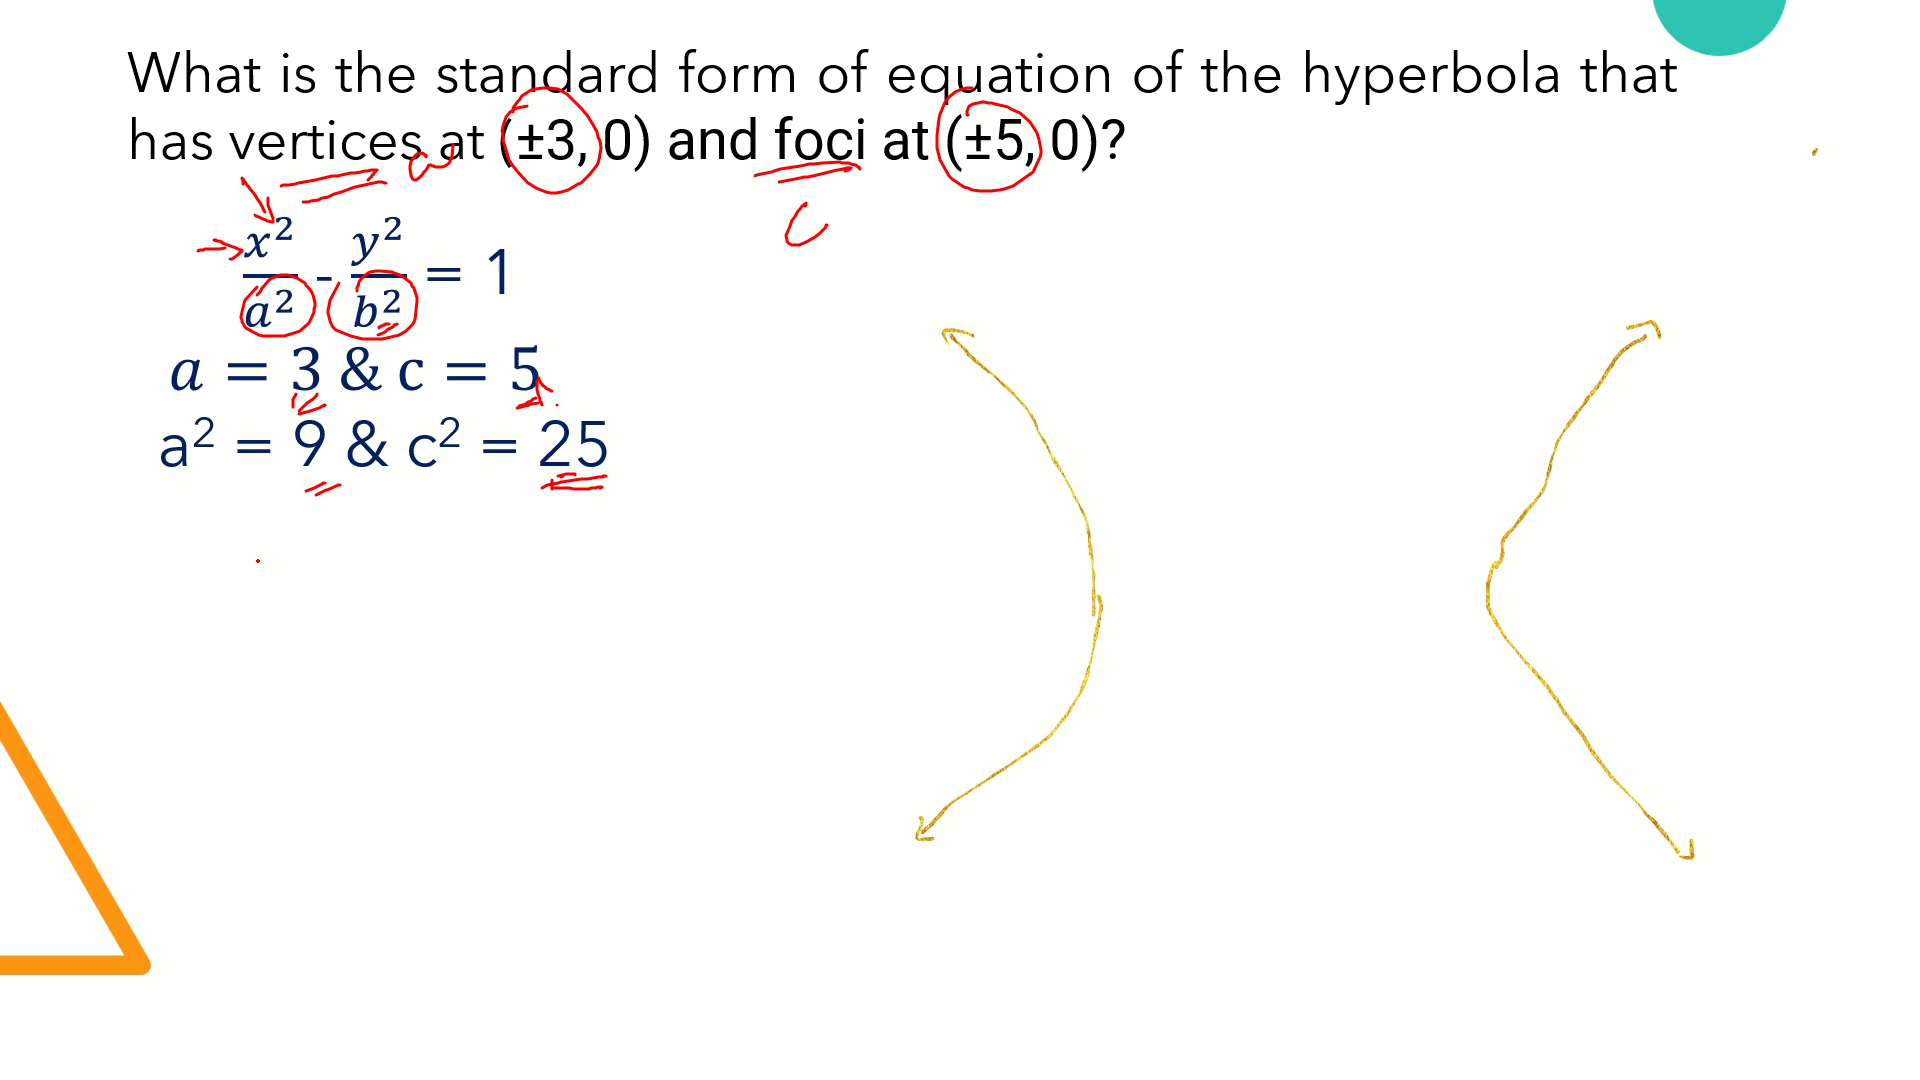 What is the standard form of equation of the hyperbola that
has vertices at (±3, 0) and foci at (±5, 0)?
a
c
x²/a² - y²/b² = 1
a = 3 & c = 5
a² = 9 & c² = 25